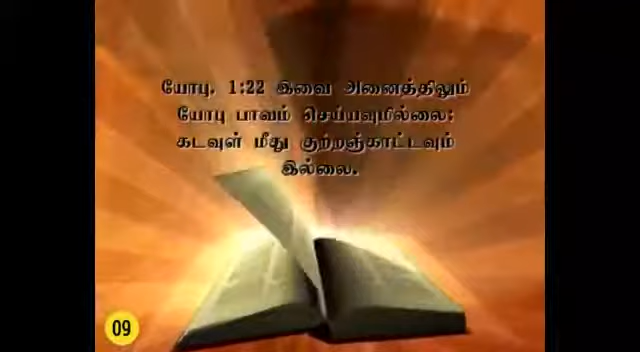 யோபு. 1:22 இவை அனைத்திலும்
யோபு பாவம் செய்யவுமில்லை;
கடவுள் மீது குற்றஞ்காட்டவும்
இல்லை.
09